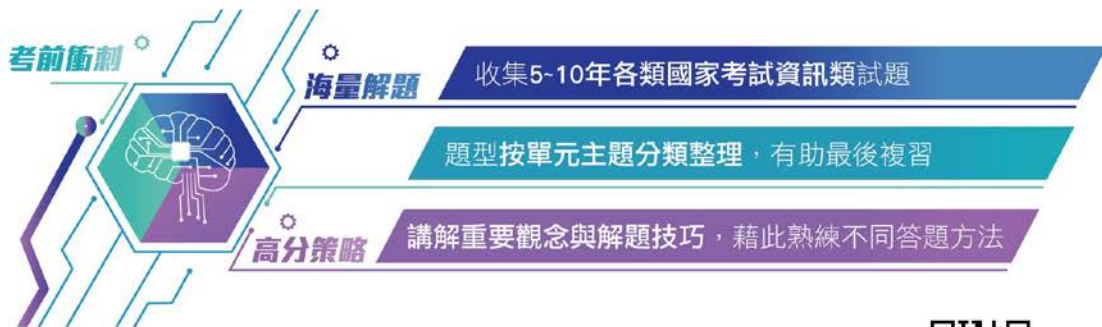 考前衝刺
海量解題
收集5~10年各類國家考試資訊類試題
題型按單元主題分類整理，有助最後複習
高分策略
講解重要觀念與解題技巧，藉此熟練不同答題方法